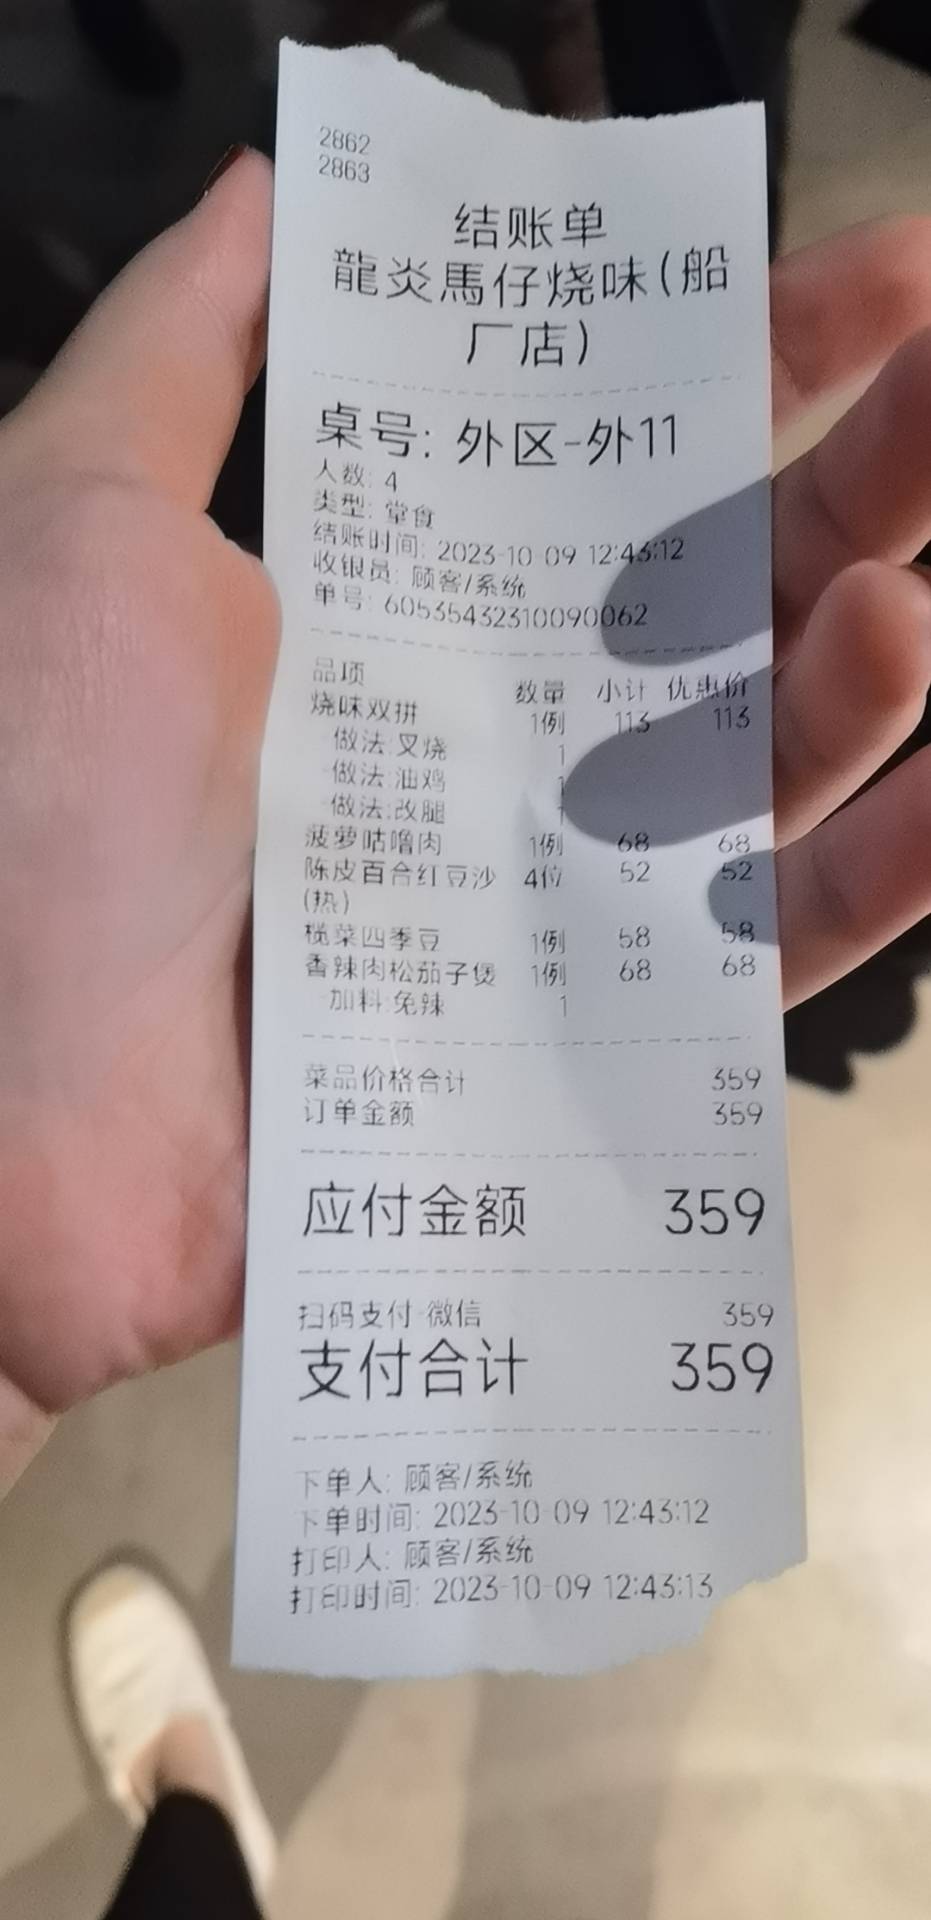 2862
2863
结账单
龍炎馬仔烧味(船
厂店)
桌号: 外区-外11
人数: 4
类型: 堂食
结账时间: 2023-10-09 12:43:12
收银员: 顾客/系统
单号: 60535432310090062
品项 数量 小计 优惠价
烧味双拼 1例 113 113
做法:叉烧 1
做法:油鸡 1
做法:改腿 1
菠萝咕噜肉 1例 68 68
陈皮百合红豆沙 4位 52 52
(热)
榄菜四季豆 1例 58 58
香辣肉松茄子煲 1例 68 68
加料:免辣 1
菜品价格合计 359
订单金额 359
应付金额 359
扫码支付-微信 359
支付合计 359
下单人: 顾客/系统
下单时间: 2023-10-09 12:43:12
打印人: 顾客/系统
打印时间: 2023-10-09 12:43:13